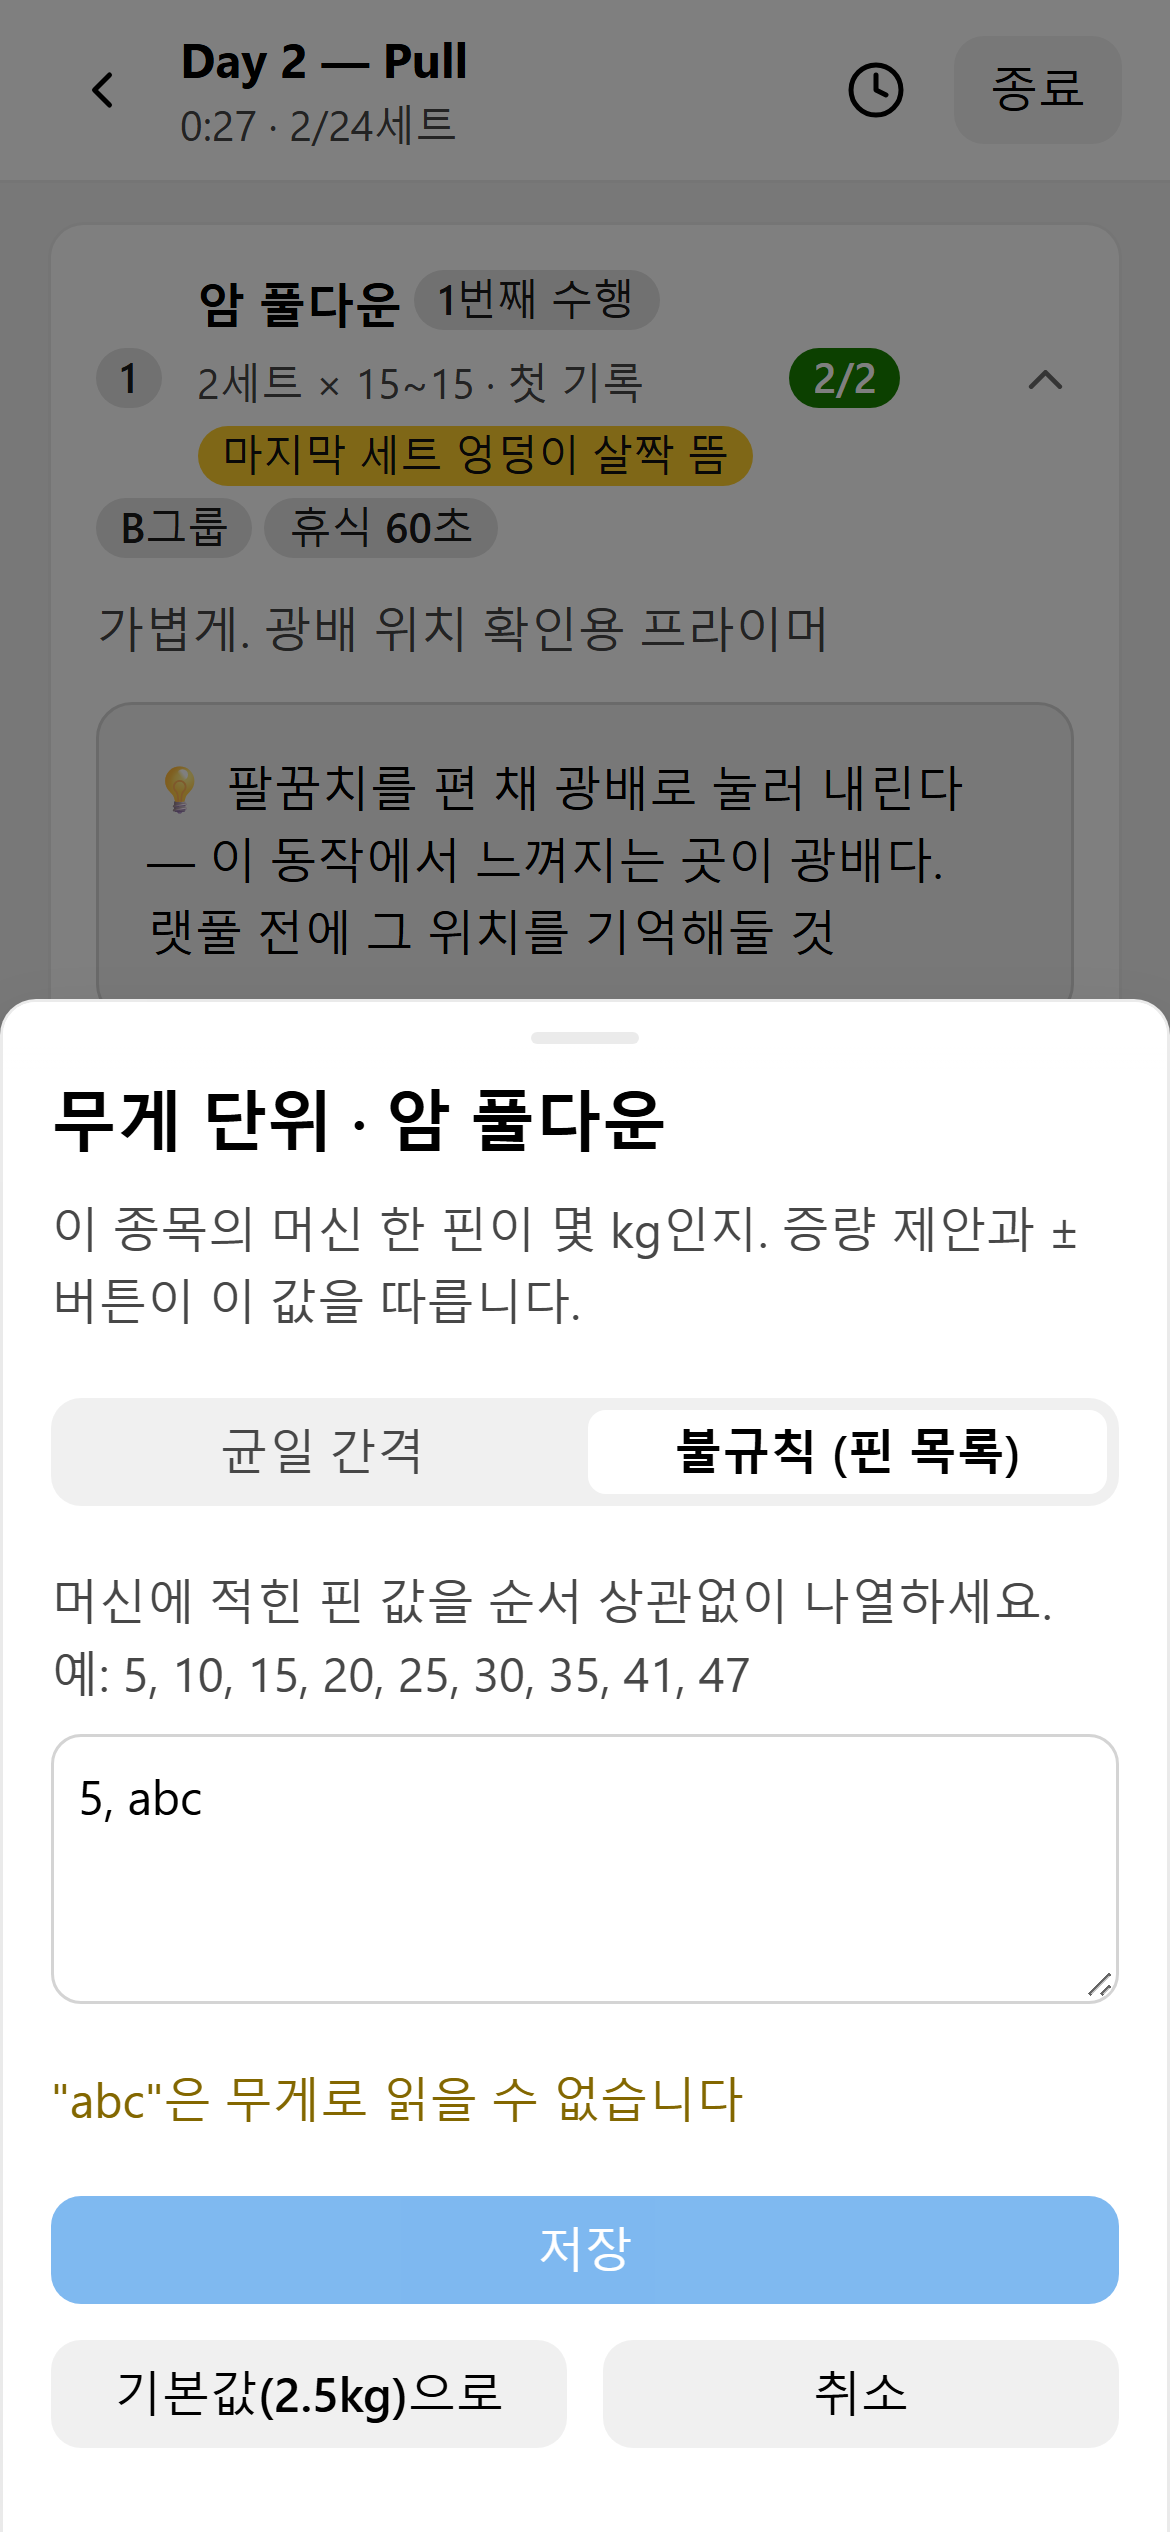 Day 2 — Pull
0:27 · 2/24세트
종료
암 풀다운 1번째 수행
1
2세트 × 15~15 · 첫 기록
2/2
마지막 세트 엉덩이 살짝 뜸
B그룹 휴식 60초
가볍게. 광배 위치 확인용 프라이머
💡 팔꿈치를 편 채 광배로 눌러 내린다
— 이 동작에서 느껴지는 곳이 광배다.
랫풀 전에 그 위치를 기억해둘 것
무게 단위 · 암 풀다운
이 종목의 머신 한 핀이 몇 kg인지. 증량 제안과 ±
버튼이 이 값을 따릅니다.
균일 간격
불규칙 (핀 목록)
머신에 적힌 핀 값을 순서 상관없이 나열하세요.
예: 5, 10, 15, 20, 25, 30, 35, 41, 47
5, abc
"abc"은 무게로 읽을 수 없습니다
저장
기본값(2.5kg)으로
취소